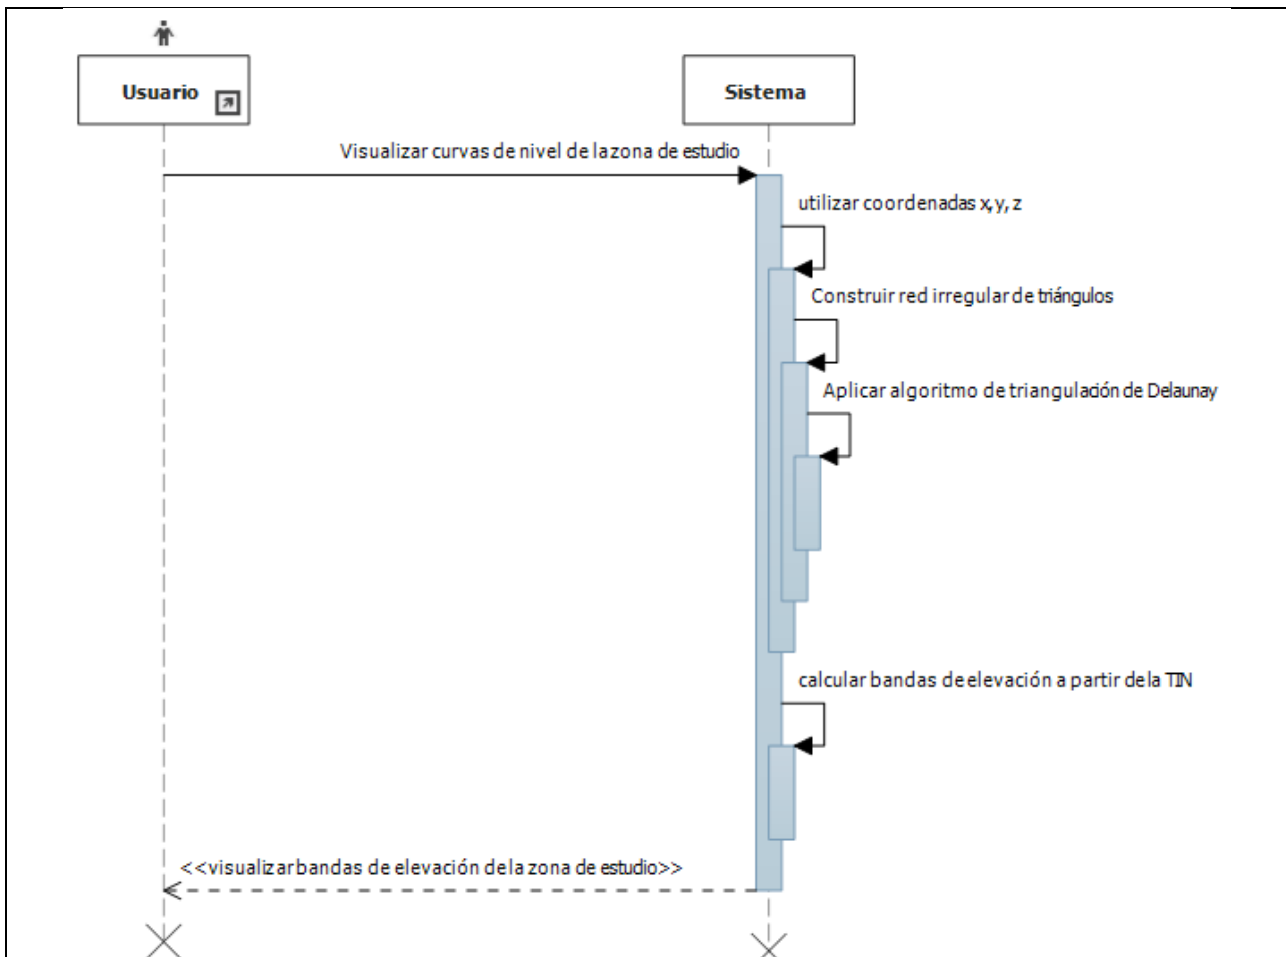 Usuario
Sistema
Visualizar curvas de nivel de la zona de estudio
utilizar coordenadas x, y, z
Construir red irregular de triángulos
Aplicar algoritmo de triangulación de Delaunay
calcular bandas de elevación a partir de la TIN
<<visualizar bandas de elevación de la zona de estudio>>